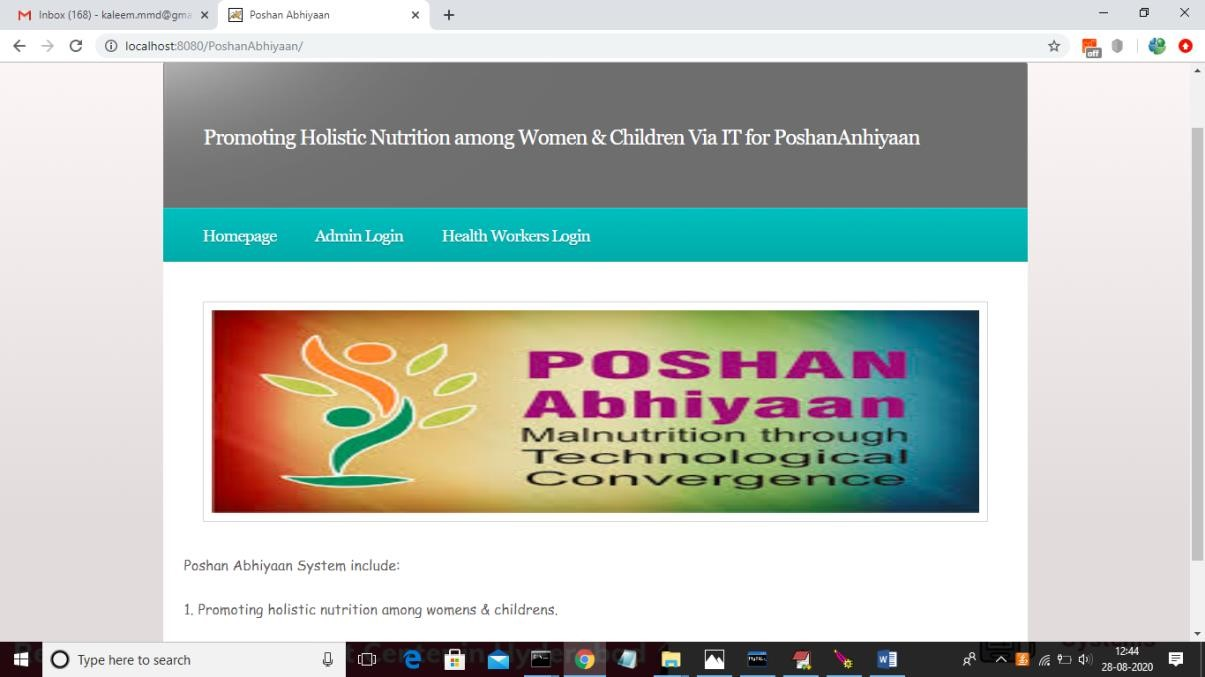 Inbox (168) - kaleem.mmd@gma
Poshan Abhiyaan
localhost:8080/PoshanAbhiyaan/
off
Promoting Holistic Nutrition among Women & Children Via IT for PoshanAnhiyaan
Homepage Admin Login Health Workers Login
POSHAN
Abhiyaan
Malnutrition through
Technological
Convergence
Poshan Abhiyaan System include:
1. Promoting holistic nutrition among womens & childrens.
Type here to search
12:44
28-08-2020